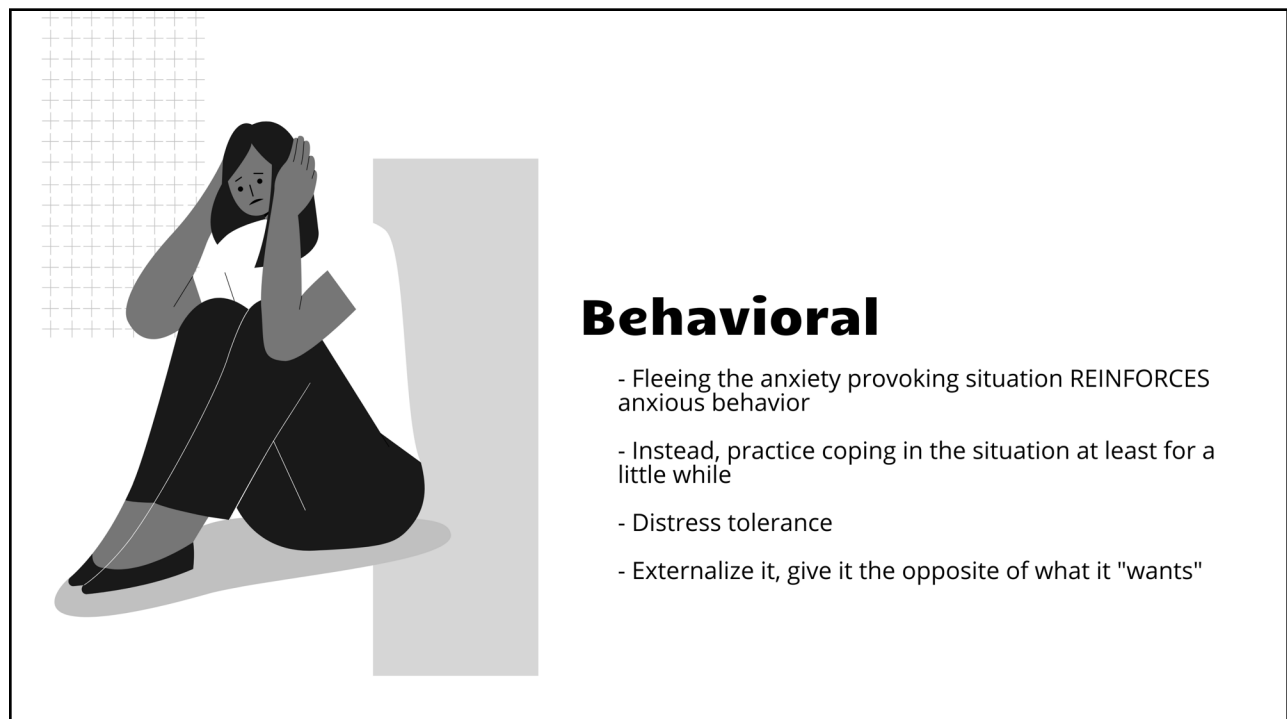 Behavioral
- Fleeing the anxiety provoking situation REINFORCES
anxious behavior
- Instead, practice coping in the situation at least for a
little while
- Distress tolerance
- Externalize it, give it the opposite of what it "wants"